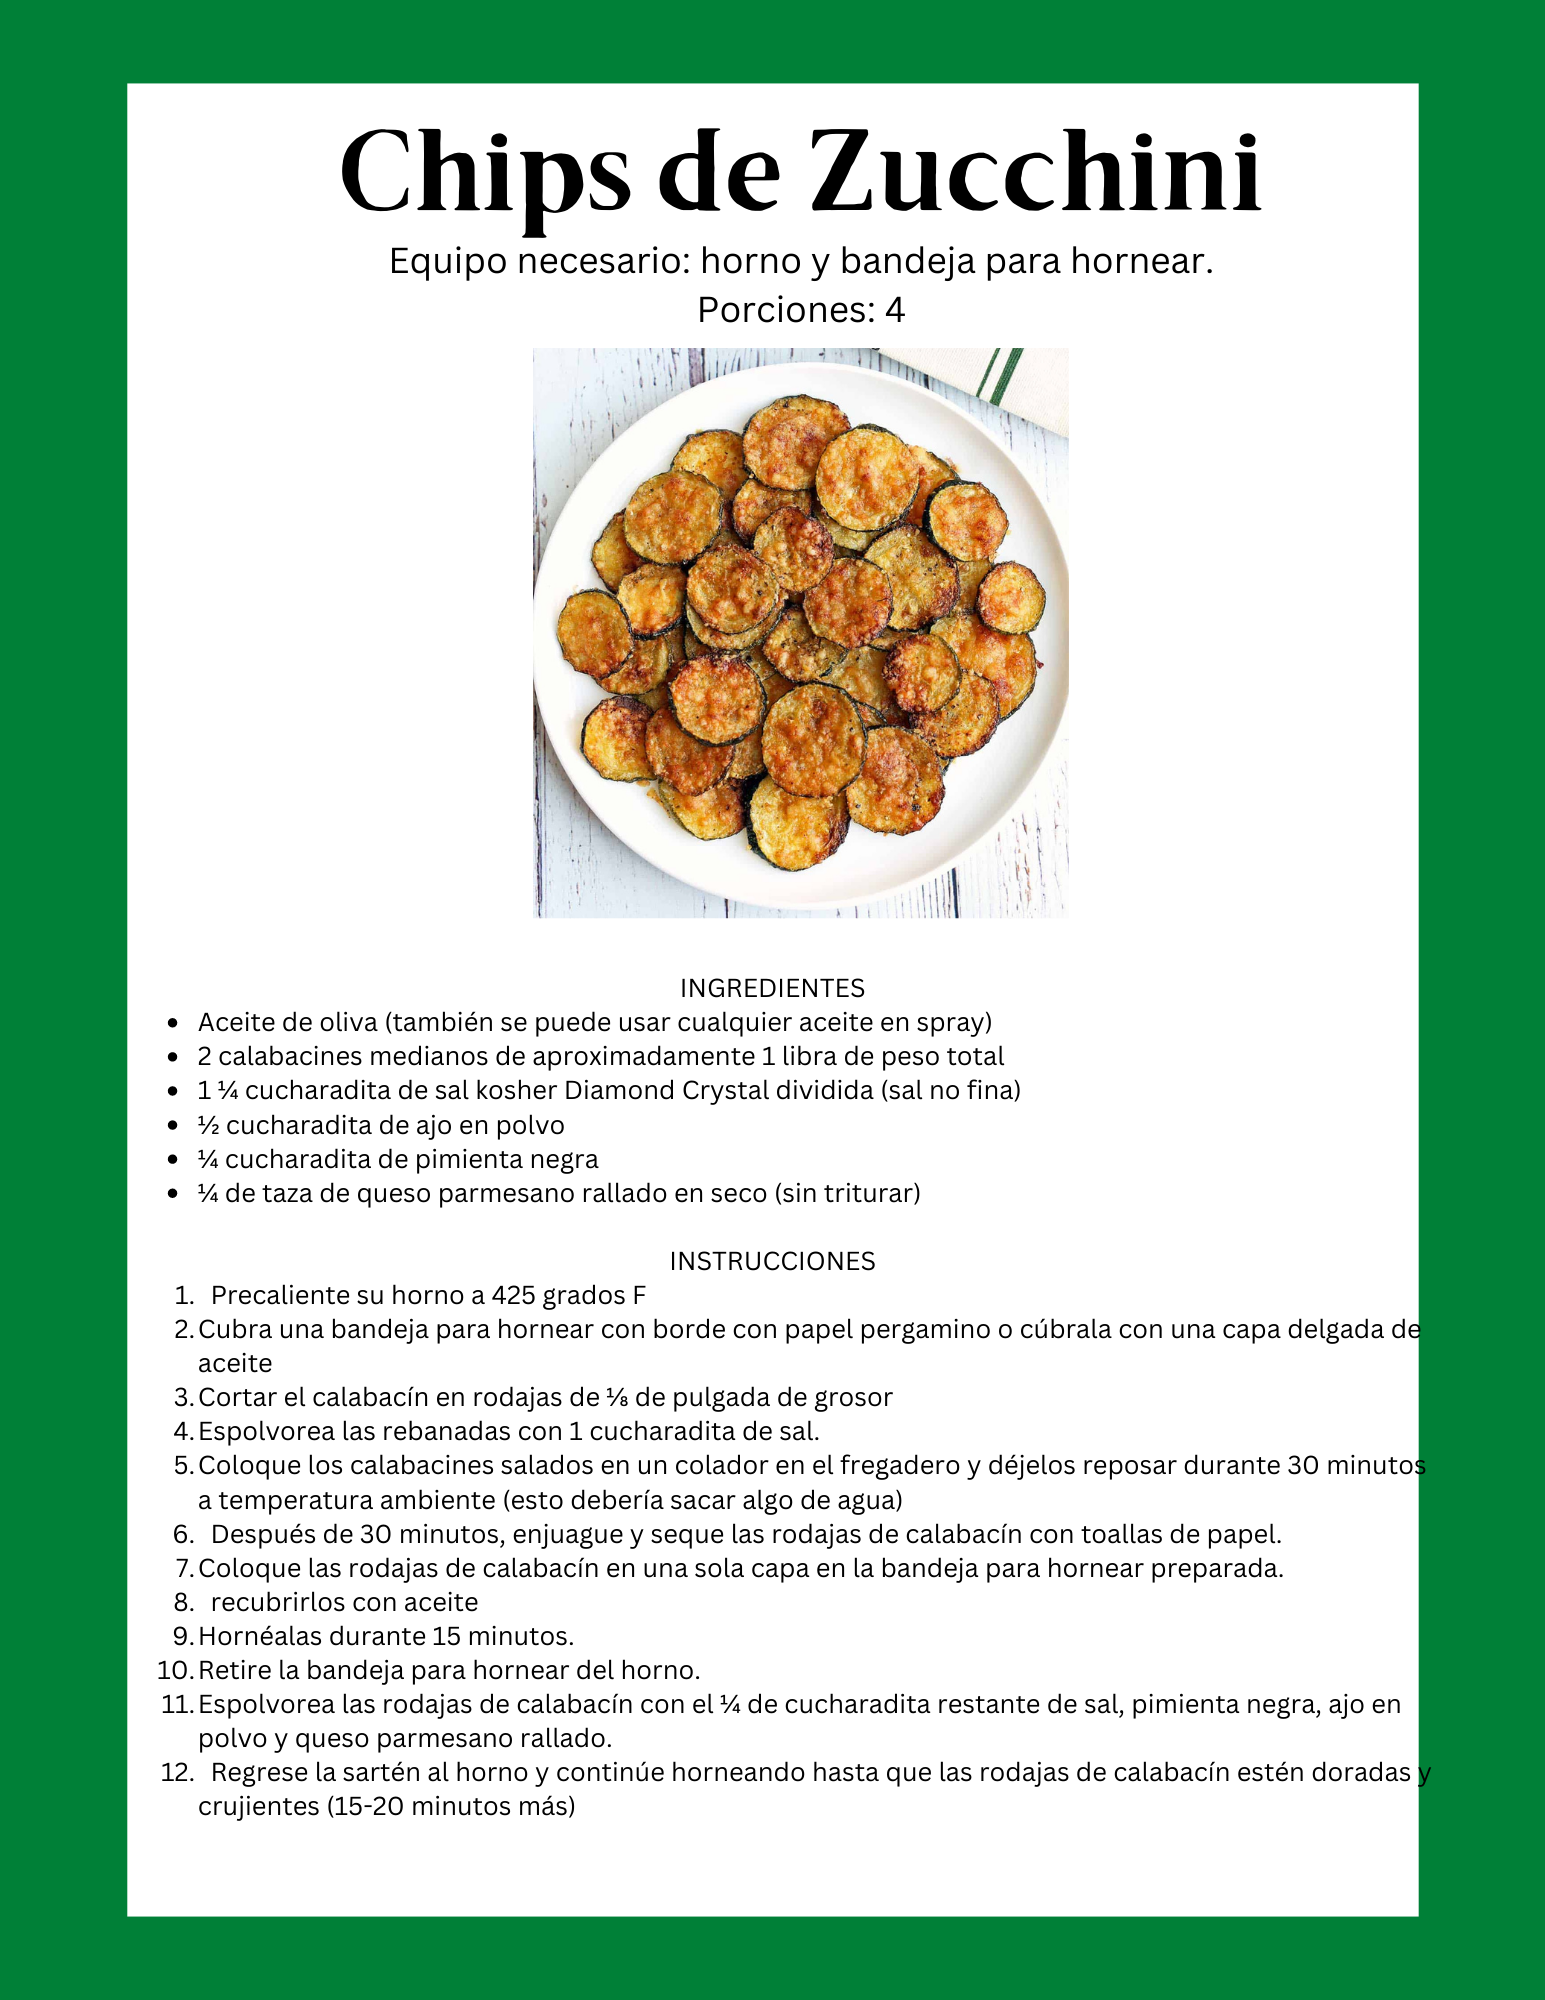 Chips de Zucchini
Equipo necesario: horno y bandeja para hornear.
Porciones: 4
INGREDIENTES
• Aceite de oliva (también se puede usar cualquier aceite en spray)
• 2 calabacines medianos de aproximadamente 1 libra de peso total
• 1 ¼ cucharadita de sal kosher Diamond Crystal dividida (sal no fina)
• ½ cucharadita de ajo en polvo
• ¼ cucharadita de pimienta negra
• ¼ de taza de queso parmesano rallado en seco (sin triturar)
INSTRUCCIONES
1. Precaliente su horno a 425 grados F
2. Cubra una bandeja para hornear con borde con papel pergamino o cúbrala con una capa delgada de
aceite
3. Cortar el calabacín en rodajas de ⅛ de pulgada de grosor
4. Espolvorea las rebanadas con 1 cucharadita de sal.
5. Coloque los calabacines salados en un colador en el fregadero y déjelos reposar durante 30 minutos
a temperatura ambiente (esto debería sacar algo de agua)
6. Después de 30 minutos, enjuague y seque las rodajas de calabacín con toallas de papel.
7. Coloque las rodajas de calabacín en una sola capa en la bandeja para hornear preparada.
8. recubrirlos con aceite
9. Hornéalas durante 15 minutos.
10. Retire la bandeja para hornear del horno.
11. Espolvorea las rodajas de calabacín con el ¼ de cucharadita restante de sal, pimienta negra, ajo en
polvo y queso parmesano rallado.
12. Regrese la sartén al horno y continúe horneando hasta que las rodajas de calabacín estén doradas y
crujientes (15-20 minutos más)